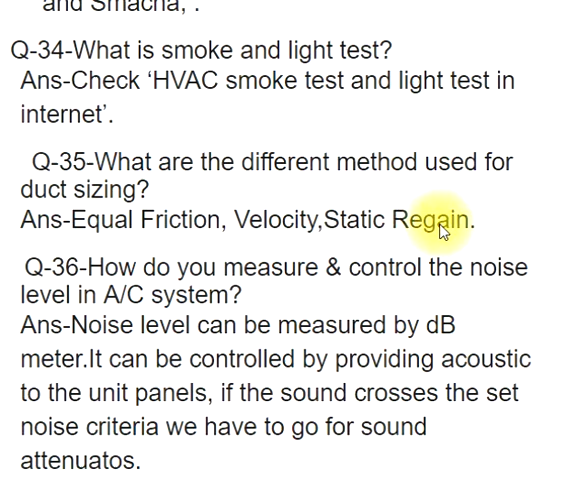 and Smacna, .
Q-34-What is smoke and light test?
Ans-Check ‘HVAC smoke test and light test in
internet’.
Q-35-What are the different method used for
duct sizing?
Ans-Equal Friction, Velocity,Static Regain.
Q-36-How do you measure & control the noise
level in A/C system?
Ans-Noise level can be measured by dB
meter.It can be controlled by providing acoustic
to the unit panels, if the sound crosses the set
noise criteria we have to go for sound
attenuatos.